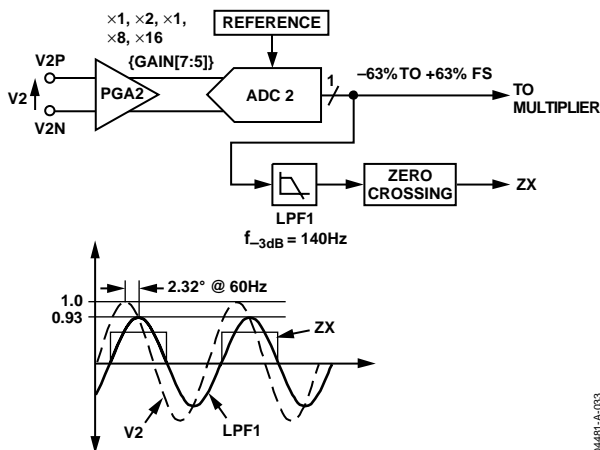 ×1, ×2, ×1,
×8, ×16
REFERENCE
{GAIN[7:5]}
V2P
V2
V2N
PGA2
ADC 2
1
–63% TO +63% FS
TO
MULTIPLIER
LPF1
f–3dB = 140Hz
ZERO
CROSSING
ZX
2.32° @ 60Hz
1.0
0.93
ZX
V2
LPF1
04481-A-033